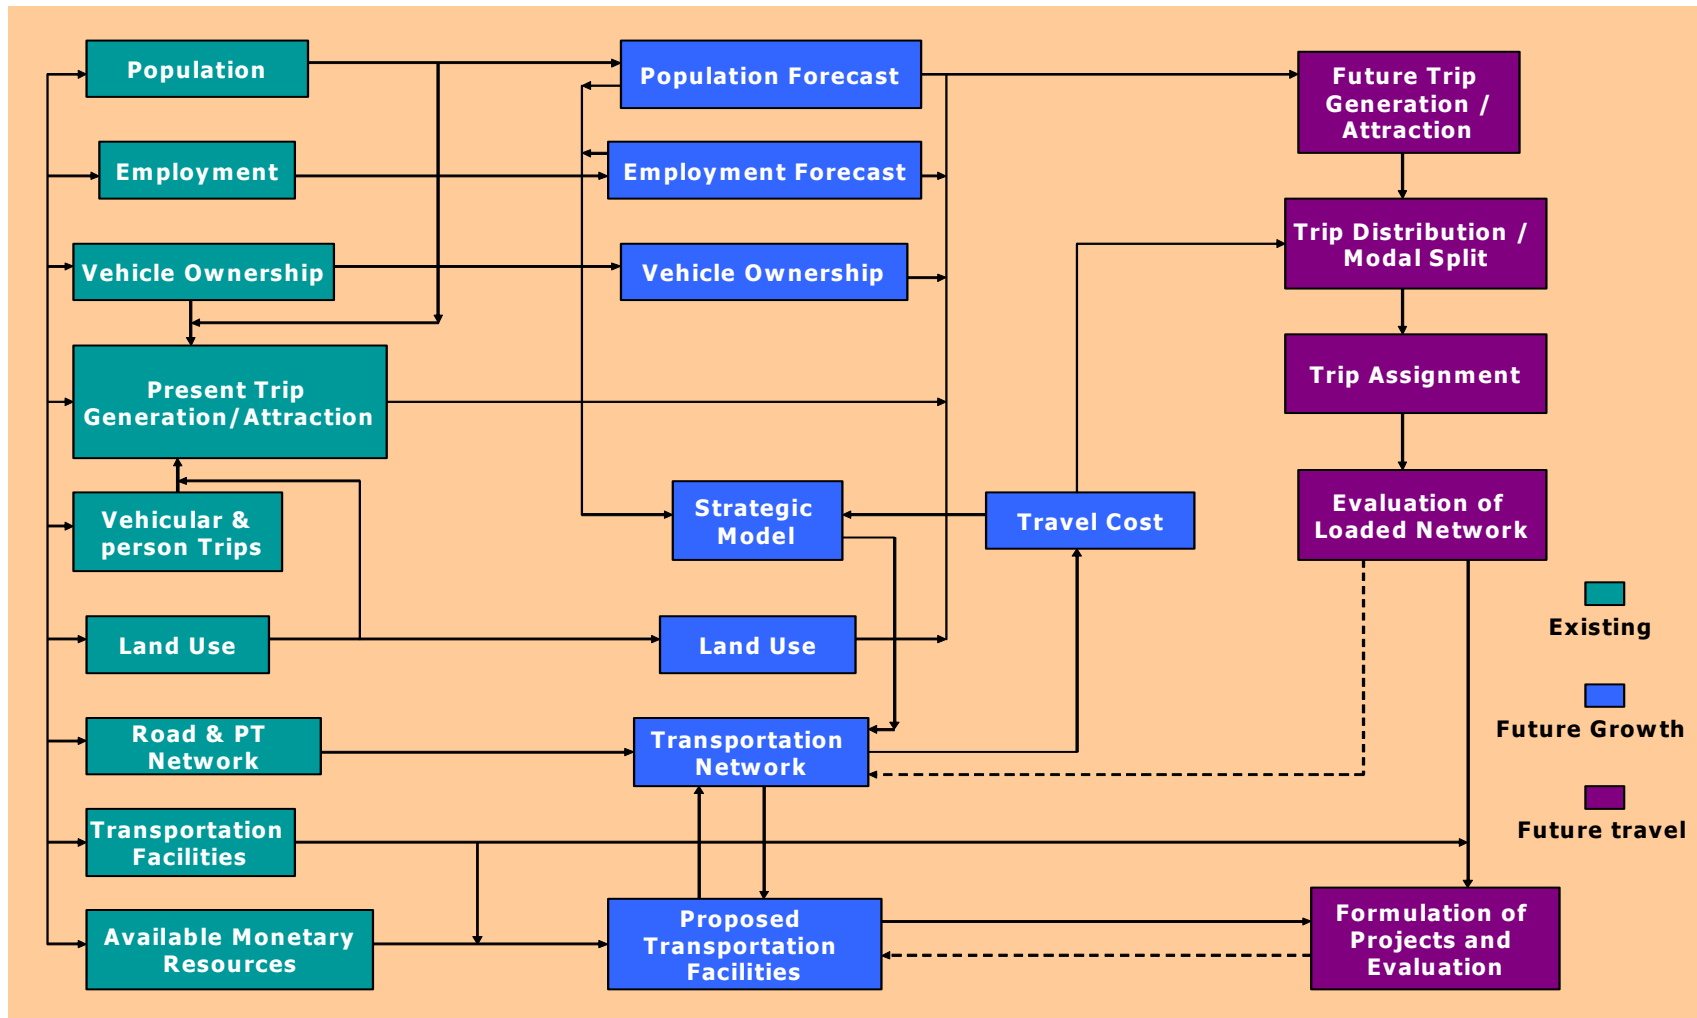 Population
Employment
Vehicle Ownership
Present Trip
Generation/Attraction
Vehicular &
person Trips
Land Use
Road & PT
Network
Transportation
Facilities
Available Monetary
Resources
Population Forecast
Employment Forecast
Vehicle Ownership
Strategic
Model
Travel Cost
Land Use
Transportation
Network
Proposed
Transportation
Facilities
Future Trip
Generation /
Attraction
Trip Distribution /
Modal Split
Trip Assignment
Evaluation of
Loaded Network
Formulation of
Projects and
Evaluation
Existing
Future Growth
Future travel